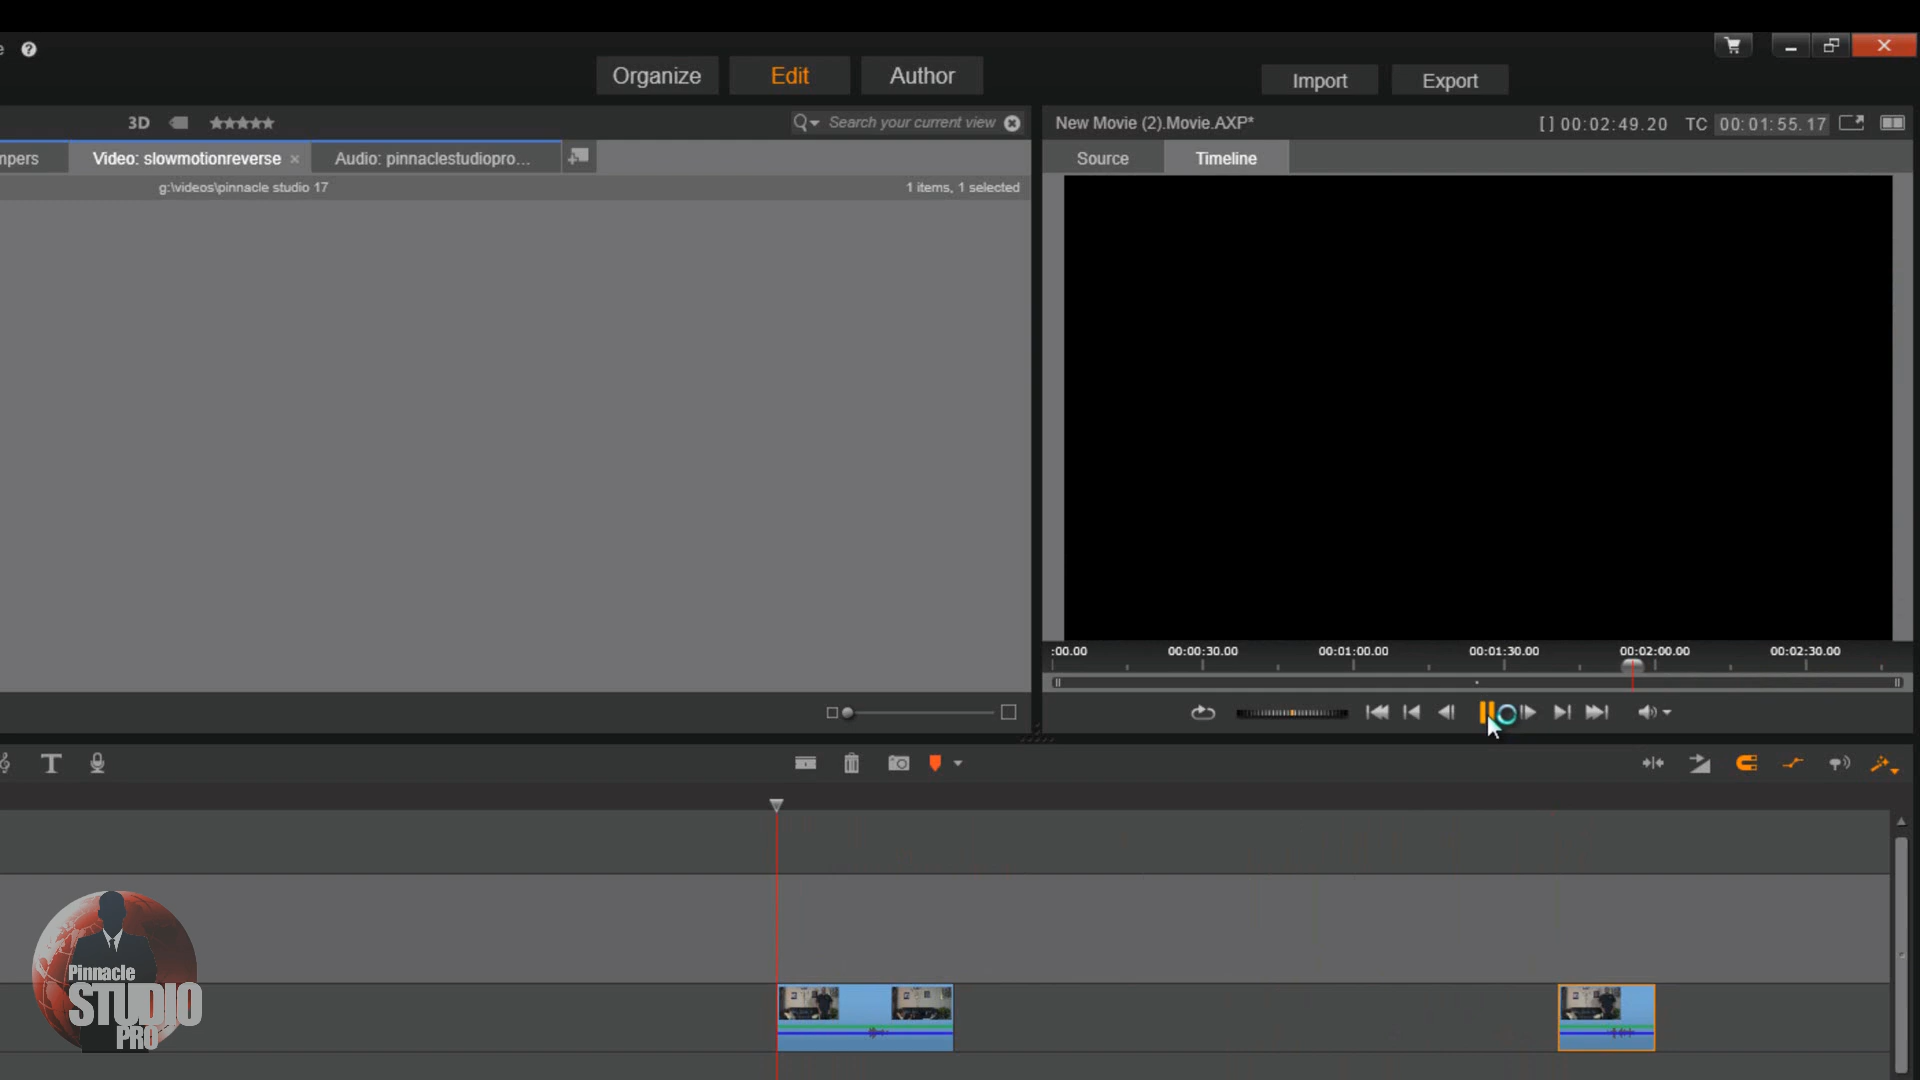 e ?
Organize
Edit
Author
Import
Export
3D
Search your current view
New Movie (2).Movie.AXP*
[ ] 00:02:49.20
TC 00:01:55.17
mpers
Video: slowmotionreverse ×
Audio: pinnaclestudiopro...
Source
Timeline
g:\videos\pinnacle studio 17
1 items, 1 selected
:00.00
00:00:30.00
00:01:00.00
00:01:30.00
00:02:00.00
00:02:30.00
T
Pinnacle
STUDIO
PRO